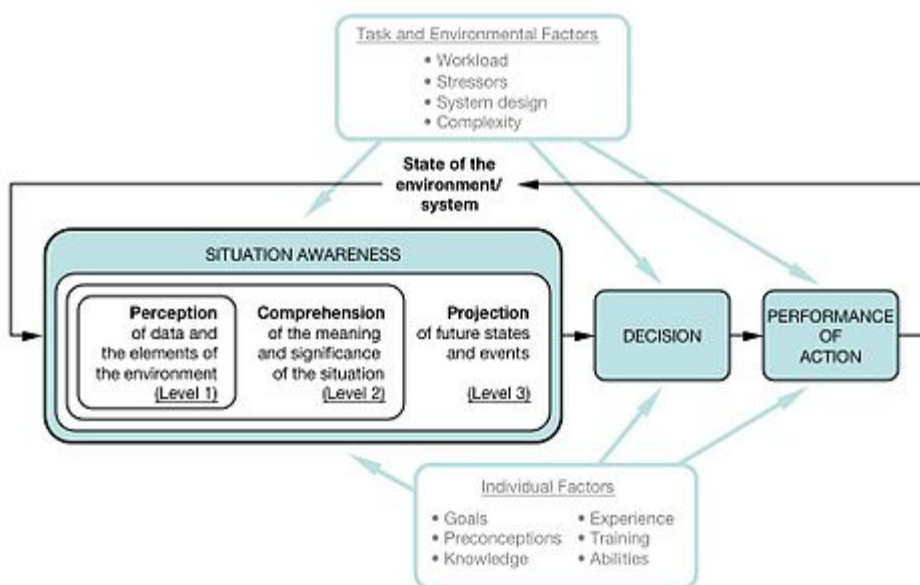 Task and Environmental Factors
• Workload
• Stressors
• System design
• Complexity
State of the
environment/
system
SITUATION AWARENESS
Perception
of data and
the elements of
the environment
(Level 1)
Comprehension
of the meaning
and significance
of the situation
(Level 2)
Projection
of future states
and events
(Level 3)
DECISION
PERFORMANCE
OF
ACTION
Individual Factors
• Goals
• Preconceptions
• Knowledge
• Experience
• Training
• Abilities